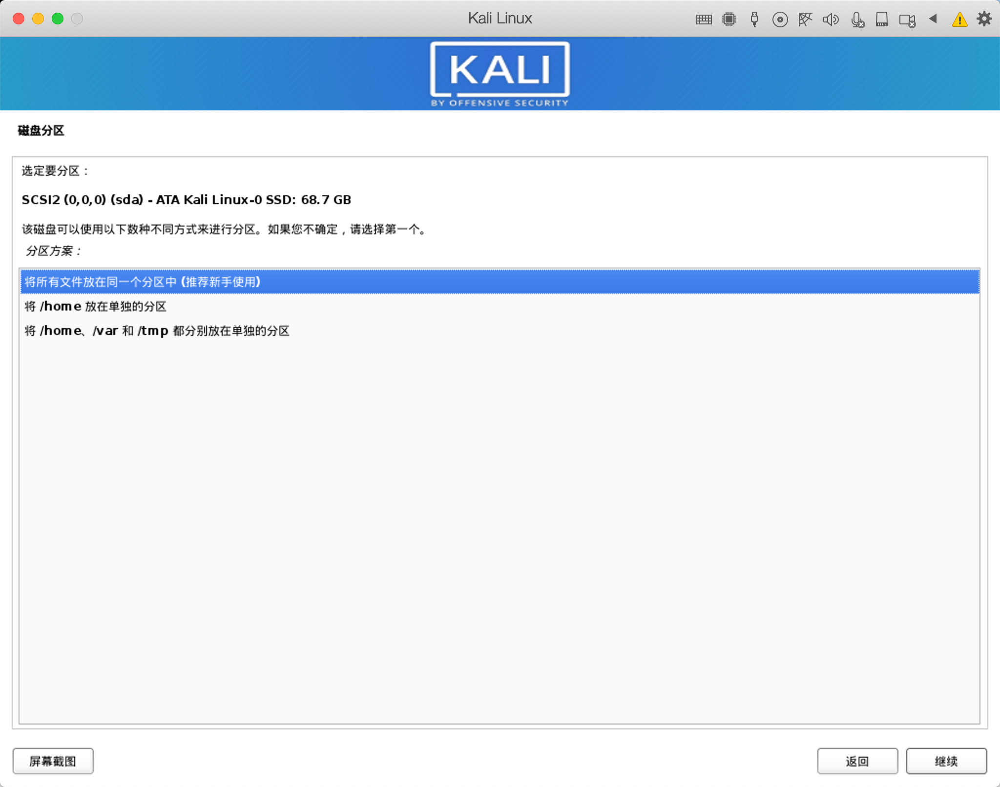 Kali Linux
KALI
BY OFFENSIVE SECURITY
磁盘分区
选定要分区：
SCSI2 (0,0,0) (sda) - ATA Kali Linux-0 SSD: 68.7 GB
该磁盘可以使用以下数种不同方式来进行分区。如果您不确定，请选择第一个。
分区方案：
将所有文件放在同一个分区中 (推荐新手使用)
将 /home 放在单独的分区
将 /home、/var 和 /tmp 都分别放在单独的分区
屏幕截图
返回
继续